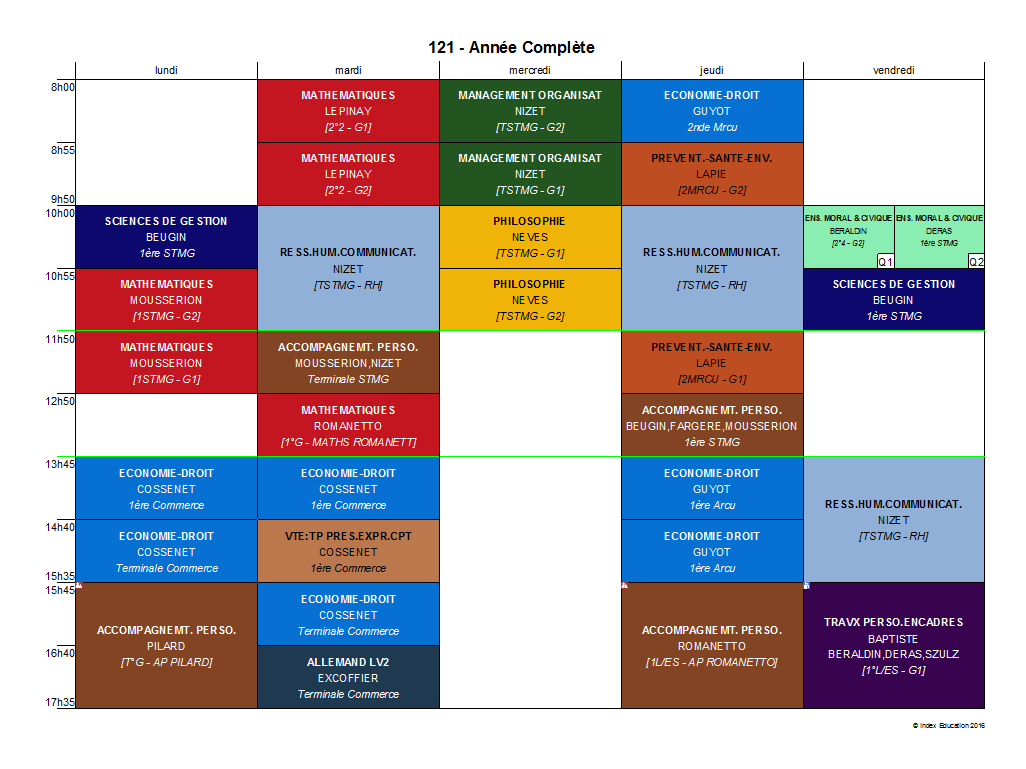 121 - Année Complète
lundi
mardi
mercredi
jeudi
vendredi
8h00
MATHEMATIQUES
LEPINAY
[2°2 - G1]
MANAGEMENT ORGANISAT
NIZET
[TSTMG - G2]
ECONOMIE-DROIT
GUYOT
2nde Mrcu
8h55
MATHEMATIQUES
LEPINAY
[2°2 - G2]
MANAGEMENT ORGANISAT
NIZET
[TSTMG - G1]
PREVENT.-SANTE-ENV.
LAPIE
[2MRCU - G2]
9h50
10h00
SCIENCES DE GESTION
BEUGIN
1ère STMG
RESS.HUM.COMMUNICAT.
NIZET
[TSTMG - RH]
PHILOSOPHIE
NEVES
[TSTMG - G1]
RESS.HUM.COMMUNICAT.
NIZET
[TSTMG - RH]
ENS. MORAL & CIVIQUE
BERALDIN
[2°4 - G2]
Q1
ENS. MORAL & CIVIQUE
DERAS
1ère STMG
Q2
10h55
MATHEMATIQUES
MOUSSERION
[1STMG - G2]
PHILOSOPHIE
NEVES
[TSTMG - G2]
SCIENCES DE GESTION
BEUGIN
1ère STMG
11h50
MATHEMATIQUES
MOUSSERION
[1STMG - G1]
ACCOMPAGNEMT. PERSO.
MOUSSERION,NIZET
Terminale STMG
PREVENT.-SANTE-ENV.
LAPIE
[2MRCU - G1]
12h50
MATHEMATIQUES
ROMANETTO
[1°G - MATHS ROMANETT]
ACCOMPAGNEMT. PERSO.
BEUGIN,FARGERE,MOUSSERION
1ère STMG
13h45
ECONOMIE-DROIT
COSSENET
1ère Commerce
ECONOMIE-DROIT
COSSENET
1ère Commerce
ECONOMIE-DROIT
GUYOT
1ère Arcu
RESS.HUM.COMMUNICAT.
NIZET
[TSTMG - RH]
14h40
ECONOMIE-DROIT
COSSENET
Terminale Commerce
VTE:TP PRES.EXPR.CPT
COSSENET
1ère Commerce
ECONOMIE-DROIT
GUYOT
1ère Arcu
15h35
15h45
ACCOMPAGNEMT. PERSO.
PILARD
[T°G - AP PILARD]
ECONOMIE-DROIT
COSSENET
Terminale Commerce
ACCOMPAGNEMT. PERSO.
ROMANETTO
[1L/ES - AP ROMANETTO]
TRAVX PERSO.ENCADRES
BAPTISTE
BERALDIN,DERAS,SZULZ
[1°L/ES - G1]
16h40
ALLEMAND LV2
EXCOFFIER
Terminale Commerce
17h35
© Index Education 2016